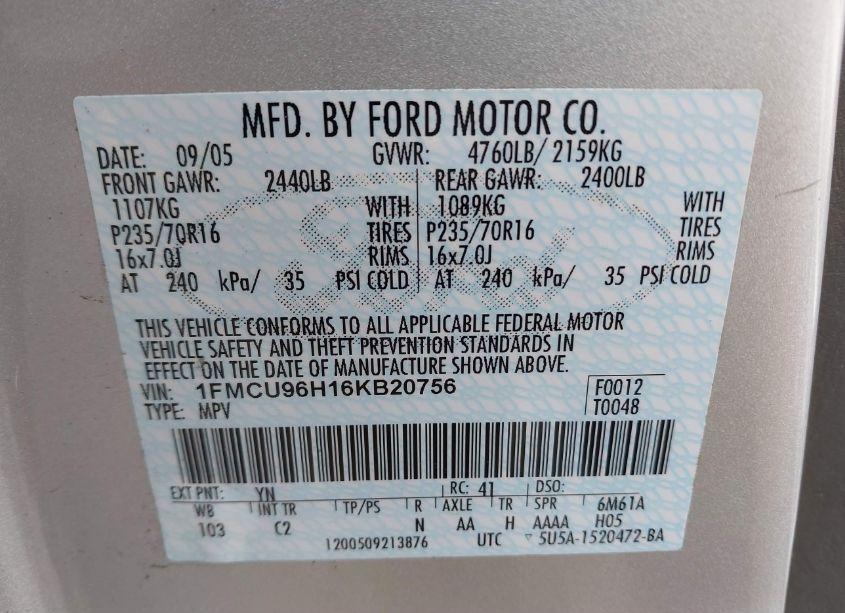 MFD. BY FORD MOTOR CO.
DATE: 09/05 GVWR: 4760LB/ 2159KG
FRONT GAWR: 2440LB REAR GAWR: 2400LB
1107KG WITH 1089KG WITH
P235/70R16 TIRES P235/70R16 TIRES
16x7.0J RIMS 16x7.0J RIMS
AT 240 kPa/ 35 PSI COLD AT 240 kPa/ 35 PSI COLD
Ford
THIS VEHICLE CONFORMS TO ALL APPLICABLE FEDERAL MOTOR
VEHICLE SAFETY AND THEFT PREVENTION STANDARDS IN
EFFECT ON THE DATE OF MANUFACTURE SHOWN ABOVE.
VIN: 1FMCU96H16KB20756 F0012
TYPE: MPV T0048
EXT PNT: YN RC: 41 DSO:
WB INT TR TP/PS R AXLE TR SPR 6M61A
103 C2 N AA H AAAA H05
1200509213876 UTC ▽ 5U5A-1520472-BA